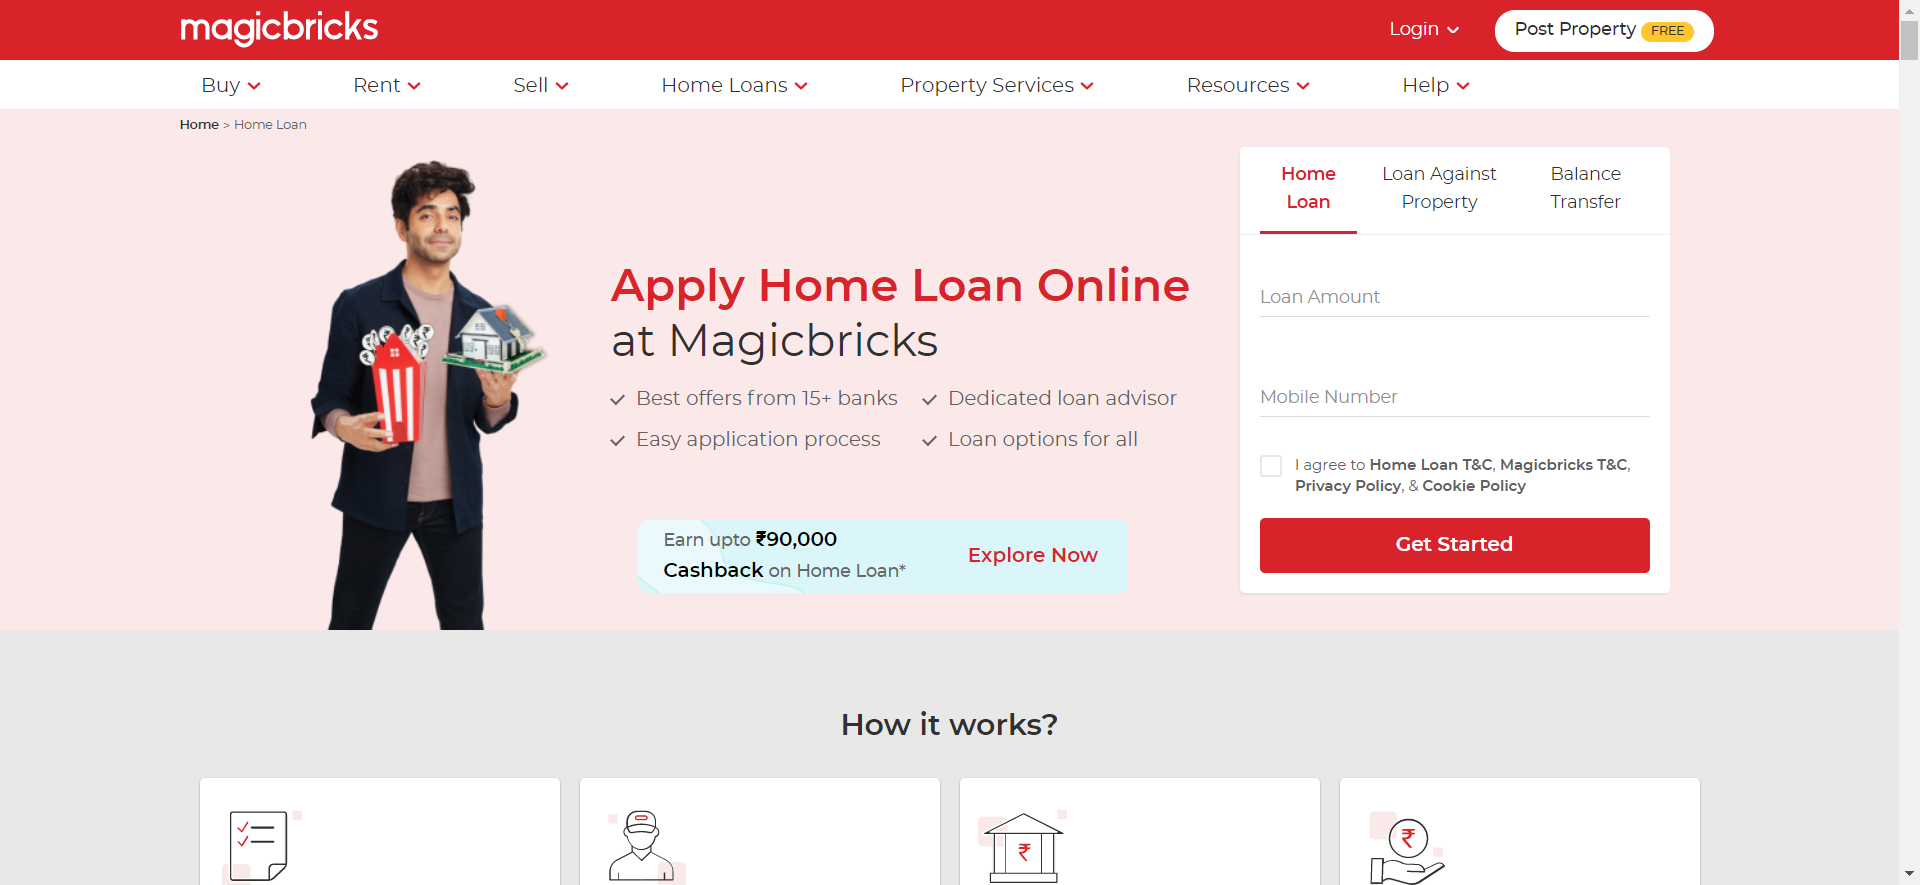 magicbricks
Login
Post Property FREE
Buy
Rent
Sell
Home Loans
Property Services
Resources
Help
Home > Home Loan
Apply Home Loan Online
at Magicbricks
Best offers from 15+ banks
Dedicated loan advisor
Easy application process
Loan options for all
Earn upto ₹90,000
Cashback on Home Loan*
Explore Now
Home
Loan
Loan Against
Property
Balance
Transfer
Loan Amount
Mobile Number
I agree to Home Loan T&C, Magicbricks T&C,
Privacy Policy, & Cookie Policy
Get Started
How it works?
₹
₹